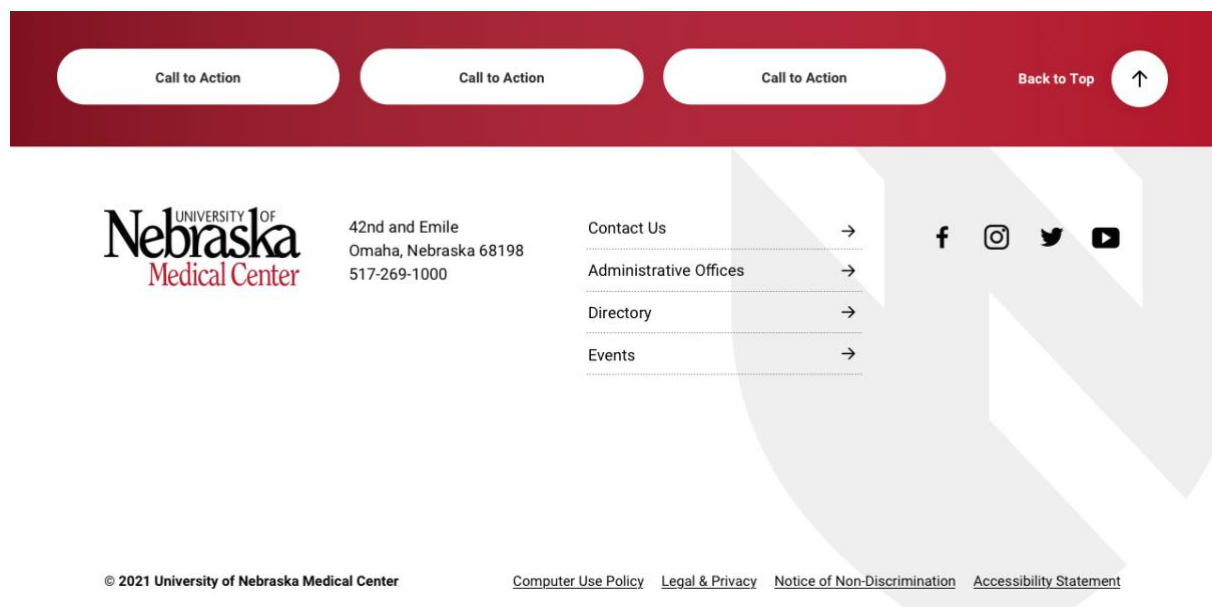 Call to Action
Call to Action
Call to Action
Back to Top
UNIVERSITY OF
Nebraska
Medical Center
42nd and Emile
Omaha, Nebraska 68198
517-269-1000
Contact Us
Administrative Offices
Directory
Events
© 2021 University of Nebraska Medical Center
Computer Use Policy Legal & Privacy Notice of Non-Discrimination Accessibility Statement